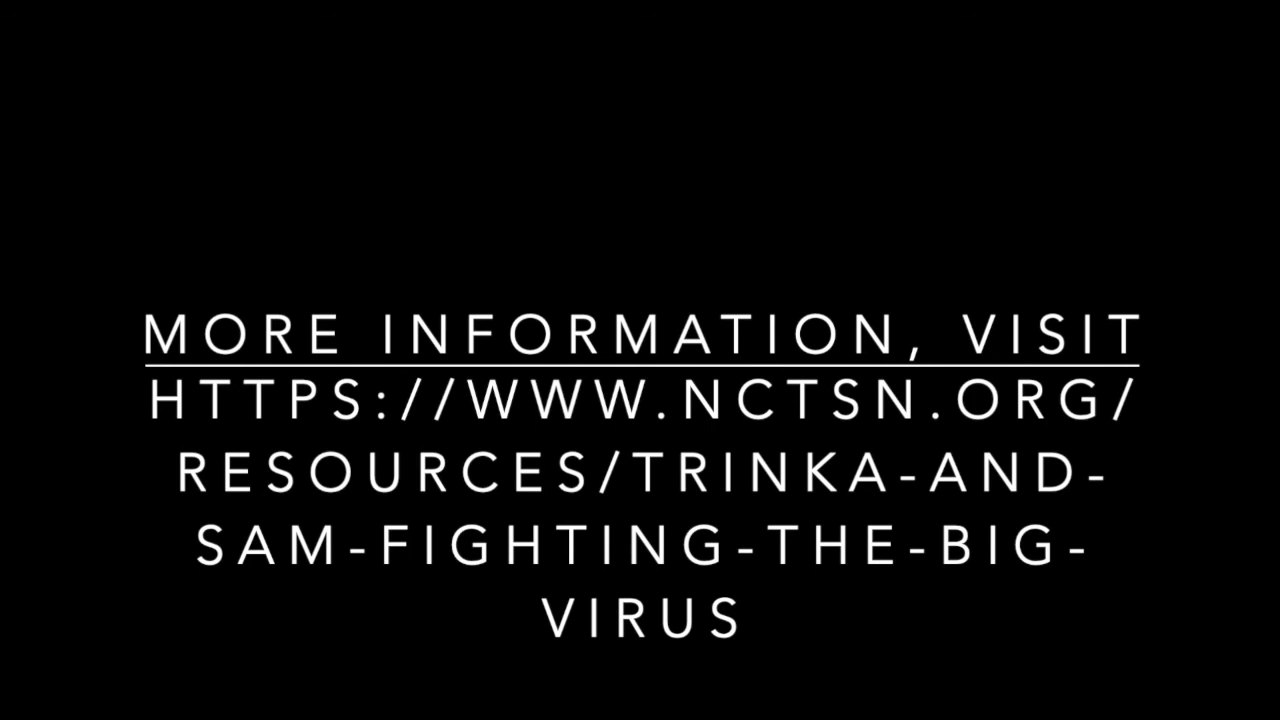 MORE INFORMATION, VISIT
HTTPS://WWW.NCTSN.ORG/
RESOURCES/TRINKA-AND-
SAM-FIGHTING-THE-BIG-
VIRUS